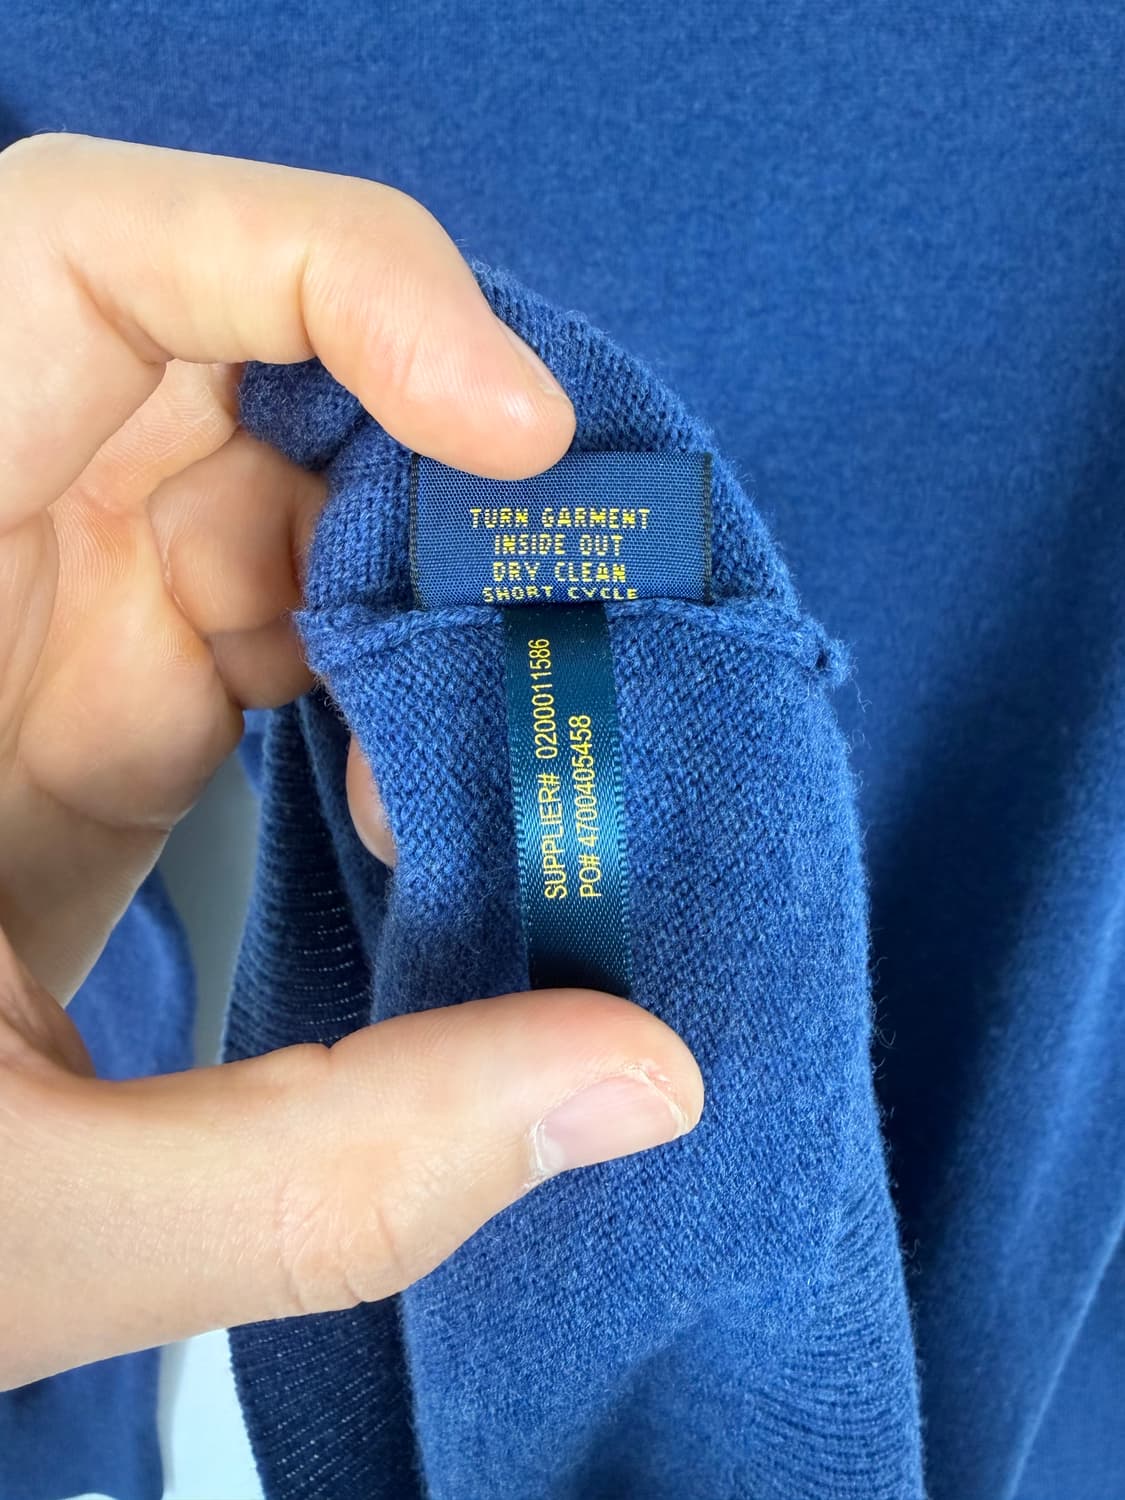 TURN GARMENT
INSIDE OUT
DRY CLEAN
SHORT CYCLE
SUPPLIER# 0200011586
PO# 4700405458